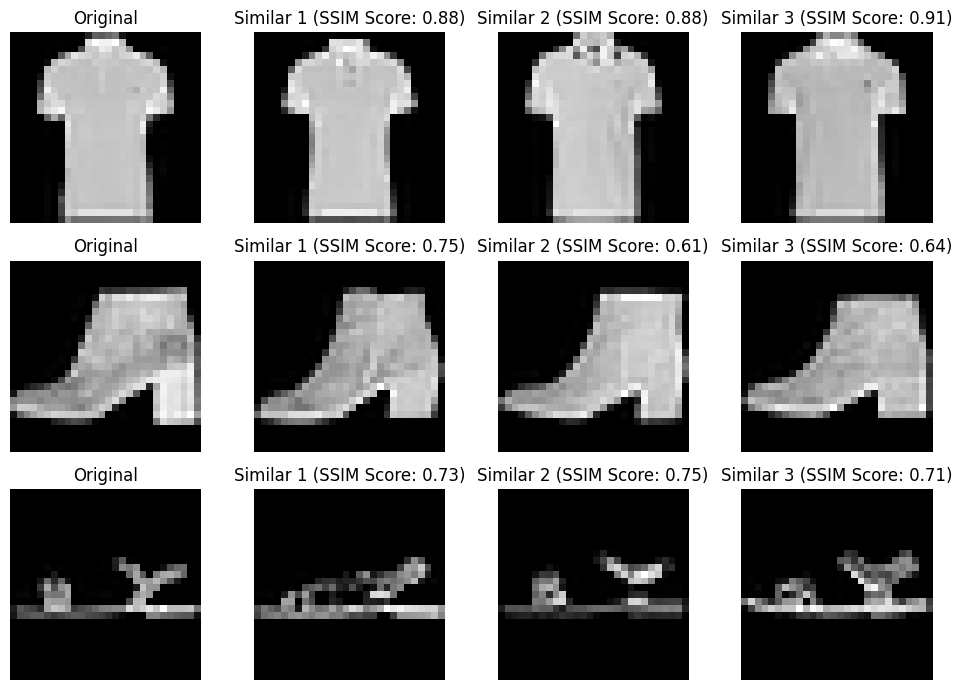 Original
Similar 1 (SSIM Score: 0.88)
Similar 2 (SSIM Score: 0.88)
Similar 3 (SSIM Score: 0.91)
Original
Similar 1 (SSIM Score: 0.75)
Similar 2 (SSIM Score: 0.61)
Similar 3 (SSIM Score: 0.64)
Original
Similar 1 (SSIM Score: 0.73)
Similar 2 (SSIM Score: 0.75)
Similar 3 (SSIM Score: 0.71)